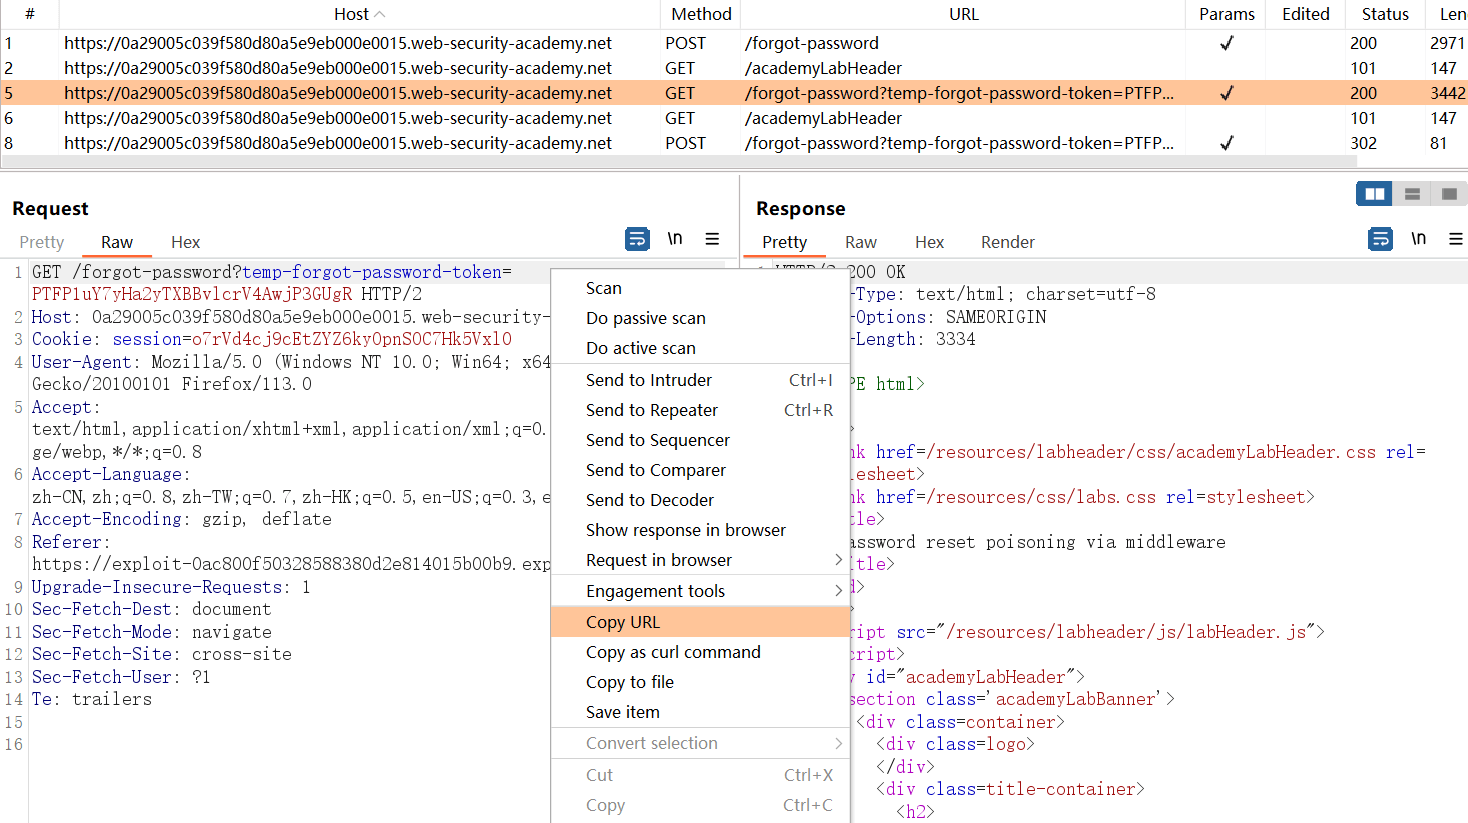 # Host Method URL Params Edited Status Len
1 https://0a29005c039f580d80a5e9eb000e0015.web-security-academy.net POST /forgot-password ✓ 200 2971
2 https://0a29005c039f580d80a5e9eb000e0015.web-security-academy.net GET /academyLabHeader 101 147
5 https://0a29005c039f580d80a5e9eb000e0015.web-security-academy.net GET /forgot-password?temp-forgot-password-token=PTFP... ✓ 200 3442
6 https://0a29005c039f580d80a5e9eb000e0015.web-security-academy.net GET /academyLabHeader 101 147
8 https://0a29005c039f580d80a5e9eb000e0015.web-security-academy.net POST /forgot-password?temp-forgot-password-token=PTFP... ✓ 302 81
Request
Pretty Raw Hex \n
1 GET /forgot-password?temp-forgot-password-token=
PTFP1uY7yHa2yTXBBvlcrV4AwjP3GUgR HTTP/2
2 Host: 0a29005c039f580d80a5e9eb000e0015.web-security-
3 Cookie: session=o7rVd4cj9cEtZYZ6ky0pnS0C7Hk5Vxl0
4 User-Agent: Mozilla/5.0 (Windows NT 10.0; Win64; x64
Gecko/20100101 Firefox/113.0
5 Accept:
text/html,application/xhtml+xml,application/xml;q=0.
ge/webp,*/*;q=0.8
6 Accept-Language:
zh-CN,zh;q=0.8,zh-TW;q=0.7,zh-HK;q=0.5,en-US;q=0.3,e
7 Accept-Encoding: gzip, deflate
8 Referer:
https://exploit-0ac800f50328588380d2e814015b00b9.exp
9 Upgrade-Insecure-Requests: 1
10 Sec-Fetch-Dest: document
11 Sec-Fetch-Mode: navigate
12 Sec-Fetch-Site: cross-site
13 Sec-Fetch-User: ?1
14 Te: trailers
15
16
Scan
Do passive scan
Do active scan
Send to Intruder Ctrl+I
Send to Repeater Ctrl+R
Send to Sequencer
Send to Comparer
Send to Decoder
Show response in browser
Request in browser
Engagement tools
Copy URL
Copy as curl command
Copy to file
Save item
Convert selection
Cut Ctrl+X
Copy Ctrl+C
Response
Pretty Raw Hex Render \n
200 OK
-Type: text/html; charset=utf-8
-Options: SAMEORIGIN
-Length: 3334
PE html>
>
nk href=/resources/labheader/css/academyLabHeader.css rel=
lesheet>
nk href=/resources/css/labs.css rel=stylesheet>
tle>
assword reset poisoning via middleware
itle>
d>
>
ript src="/resources/labheader/js/labHeader.js">
cript>
v id="academyLabHeader">
section class='academyLabBanner'>
<div class=container>
<div class=logo>
</div>
<div class=title-container>
<h2>